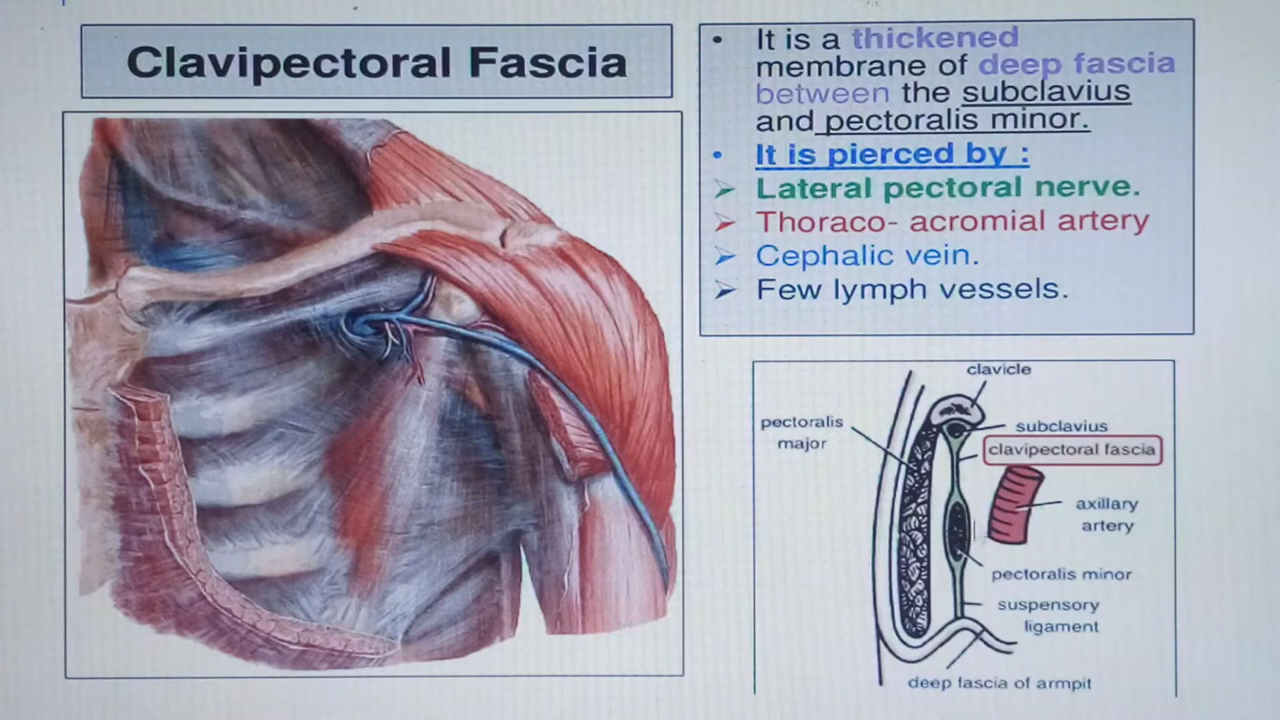 Clavipectoral Fascia
• It is a thickened
membrane of deep fascia
between the subclavius
and pectoralis minor.
• It is pierced by :
➢ Lateral pectoral nerve.
➢ Thoraco- acromial artery
➢ Cephalic vein.
➢ Few lymph vessels.
clavicle
pectoralis
major
subclavius
clavipectoral fascia
axillary
artery
pectoralis minor
suspensory
ligament
deep fascia of armpit